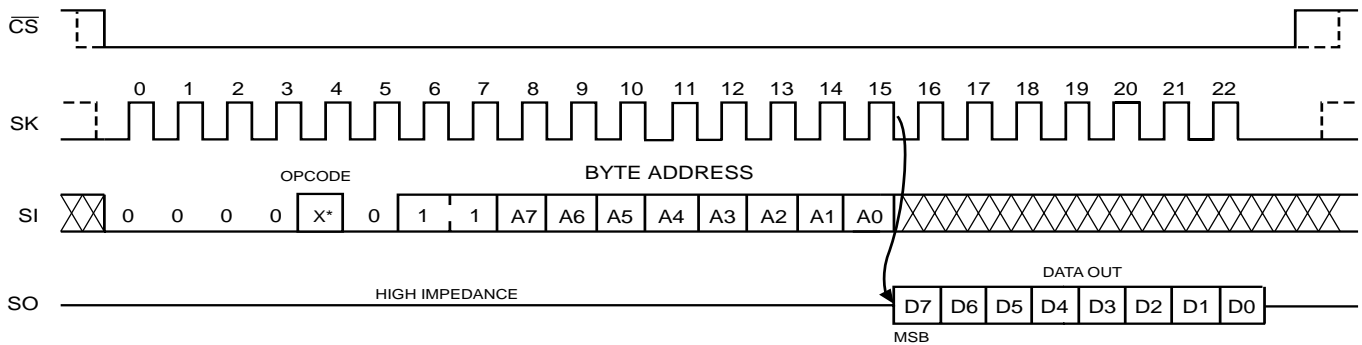 CS
0 1 2 3 4 5 6 7 8 9 10 11 12 13 14 15 16 17 18 19 20 21 22
SK
OPCODE
BYTE ADDRESS
SI 0 0 0 0 X* 0 1 1 A7 A6 A5 A4 A3 A2 A1 A0
DATA OUT
HIGH IMPEDANCE
SO D7 D6 D5 D4 D3 D2 D1 D0
MSB